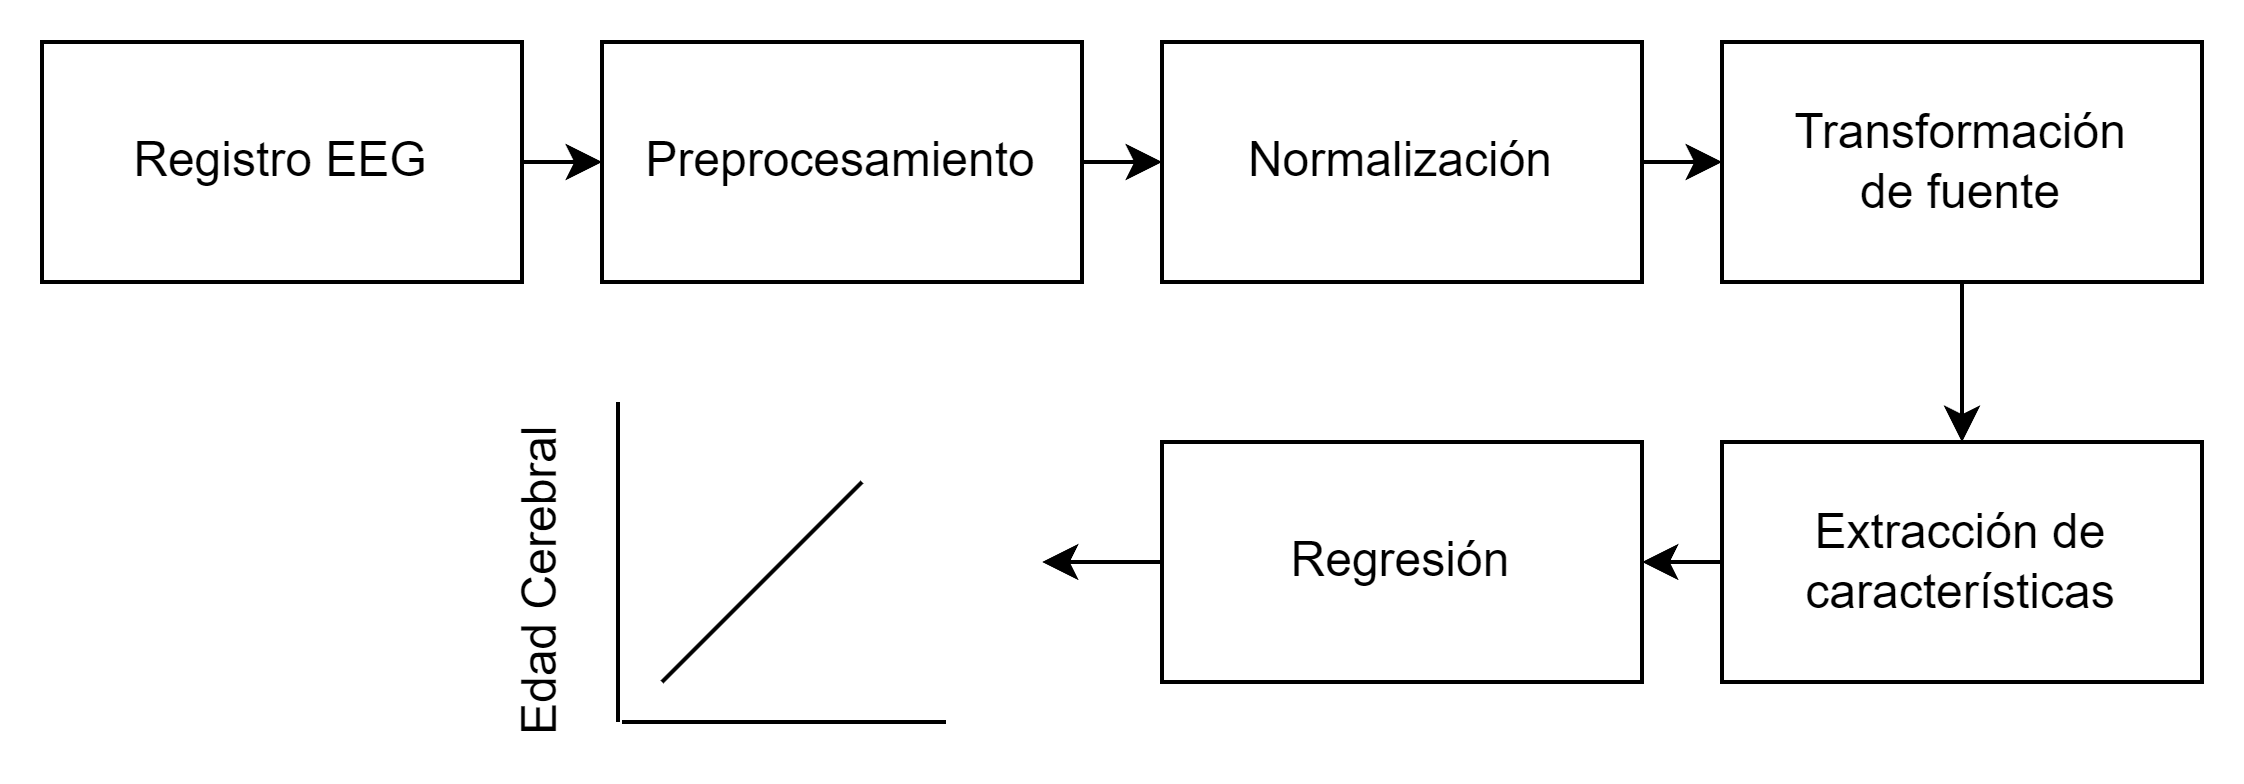 Registro EEG
Preprocesamiento
Normalización
Transformación
de fuente
Extracción de
características
Regresión
Edad Cerebral